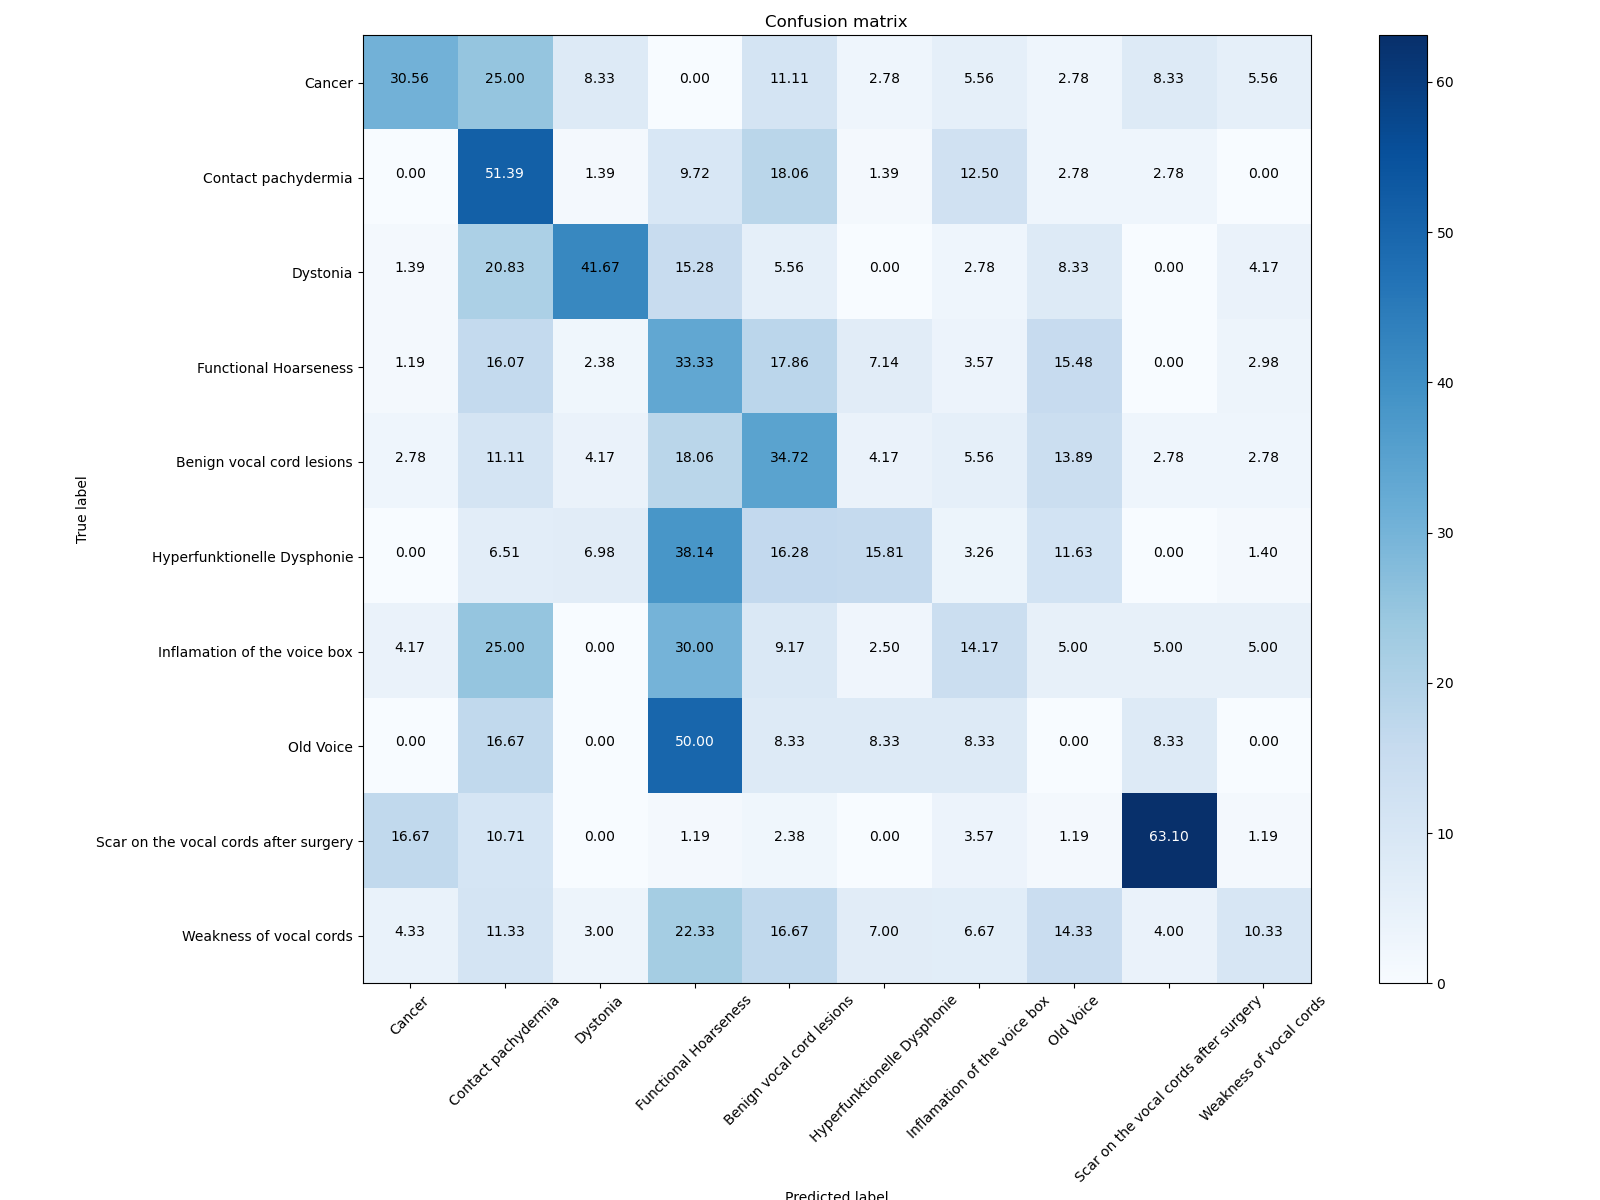 Confusion matrix
Cancer 30.56 25.00 8.33 0.00 11.11 2.78 5.56 2.78 8.33 5.56
Contact pachydermia 0.00 51.39 1.39 9.72 18.06 1.39 12.50 2.78 2.78 0.00
Dystonia 1.39 20.83 41.67 15.28 5.56 0.00 2.78 8.33 0.00 4.17
Functional Hoarseness 1.19 16.07 2.38 33.33 17.86 7.14 3.57 15.48 0.00 2.98
Benign vocal cord lesions 2.78 11.11 4.17 18.06 34.72 4.17 5.56 13.89 2.78 2.78
Hyperfunktionelle Dysphonie 0.00 6.51 6.98 38.14 16.28 15.81 3.26 11.63 0.00 1.40
Inflamation of the voice box 4.17 25.00 0.00 30.00 9.17 2.50 14.17 5.00 5.00 5.00
Old Voice 0.00 16.67 0.00 50.00 8.33 8.33 8.33 0.00 8.33 0.00
Scar on the vocal cords after surgery 16.67 10.71 0.00 1.19 2.38 0.00 3.57 1.19 63.10 1.19
Weakness of vocal cords 4.33 11.33 3.00 22.33 16.67 7.00 6.67 14.33 4.00 10.33
True label
Cancer
Contact pachydermia
Dystonia
Functional Hoarseness
Benign vocal cord lesions
Hyperfunktionelle Dysphonie
Inflamation of the voice box
Old Voice
Scar on the vocal cords after surgery
Weakness of vocal cords
Predicted label
60
50
40
30
20
10
0